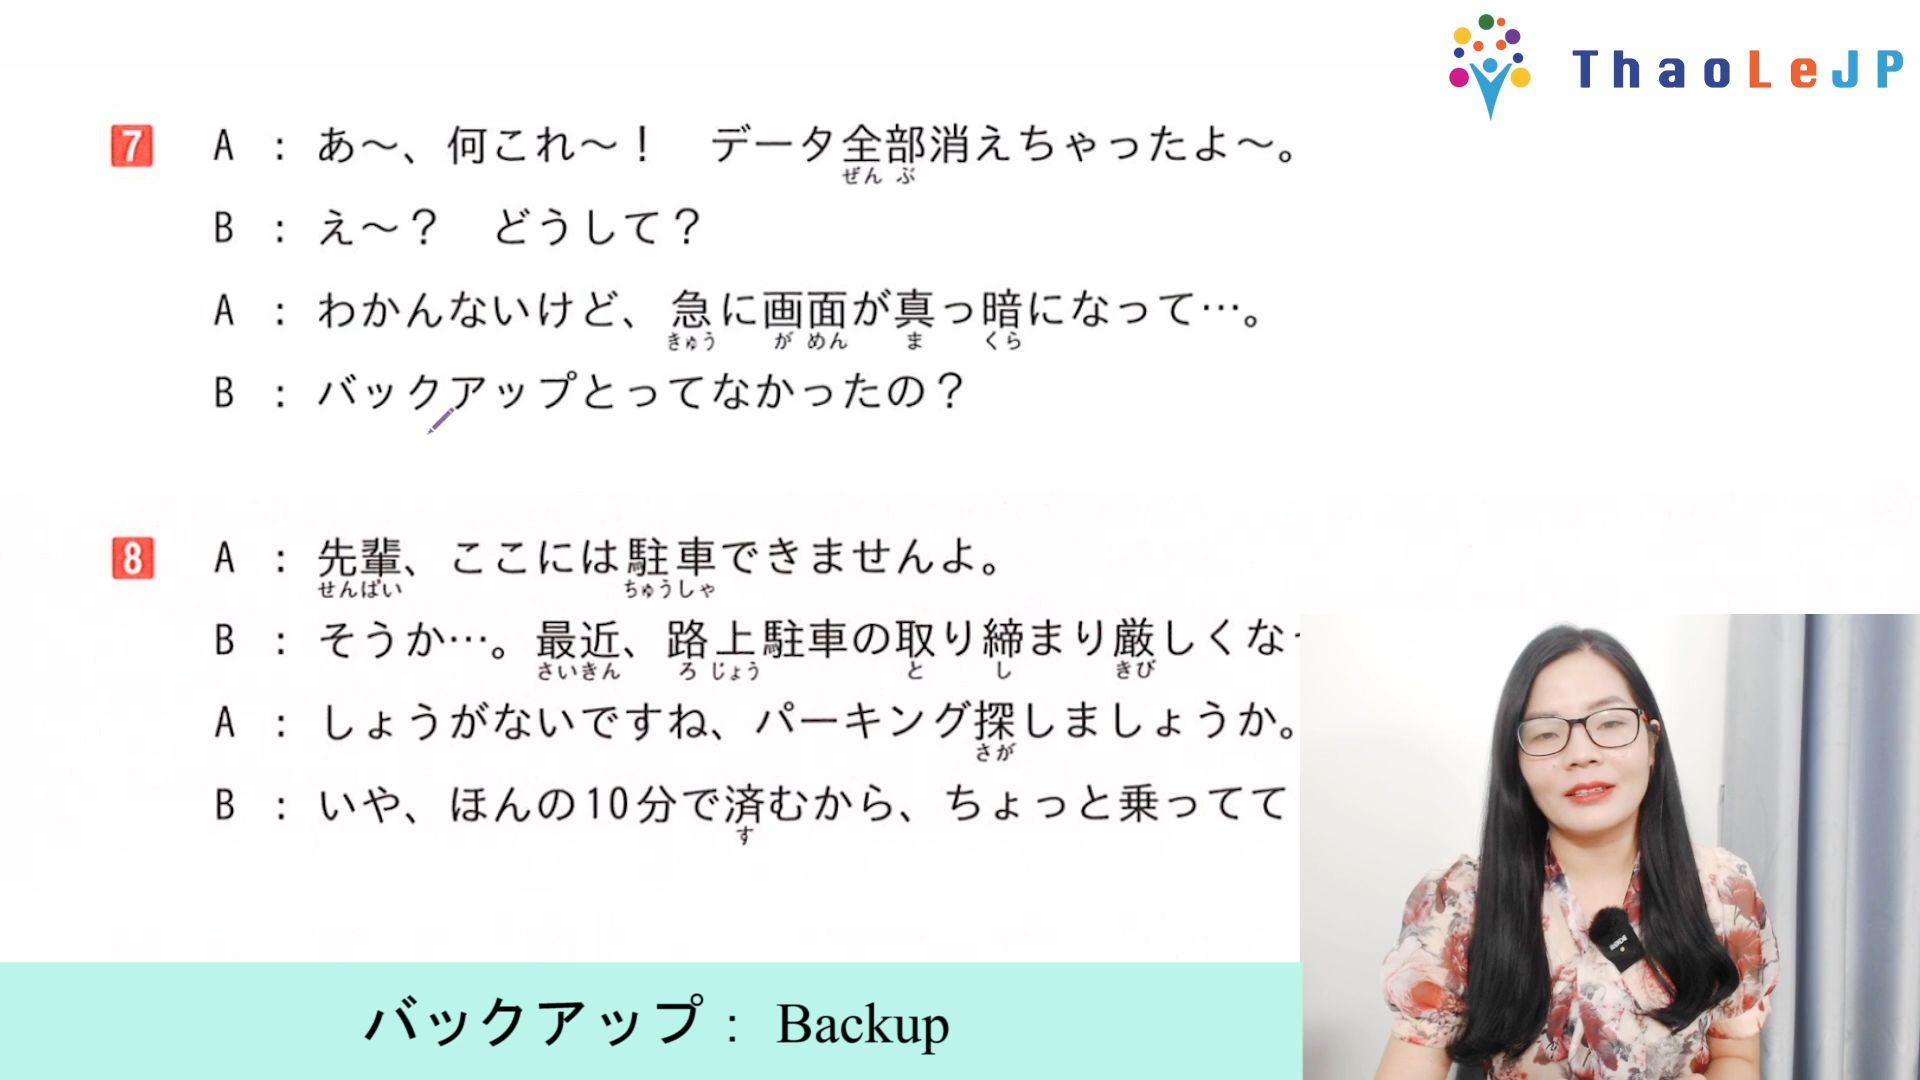 ThaoLeJP
7 A : あ〜、何これ〜！ データ全部消えちゃったよ〜。
ぜん ぶ
B : え〜？ どうして？
A : わかんないけど、急に画面が真っ暗になって…。
きゅう が めん ま くら
B : バックアップとってなかったの？
8 A : 先輩、ここには駐車できませんよ。
せんぱい ちゅうしゃ
B : そうか…。最近、路上駐車の取り締まり厳しくな
さいきん ろ じょう と し きび
A : しょうがないですね、パーキング探しましょうか。
さが
B : いや、ほんの10分で済むから、ちょっと乗ってて
す
バックアップ : Backup